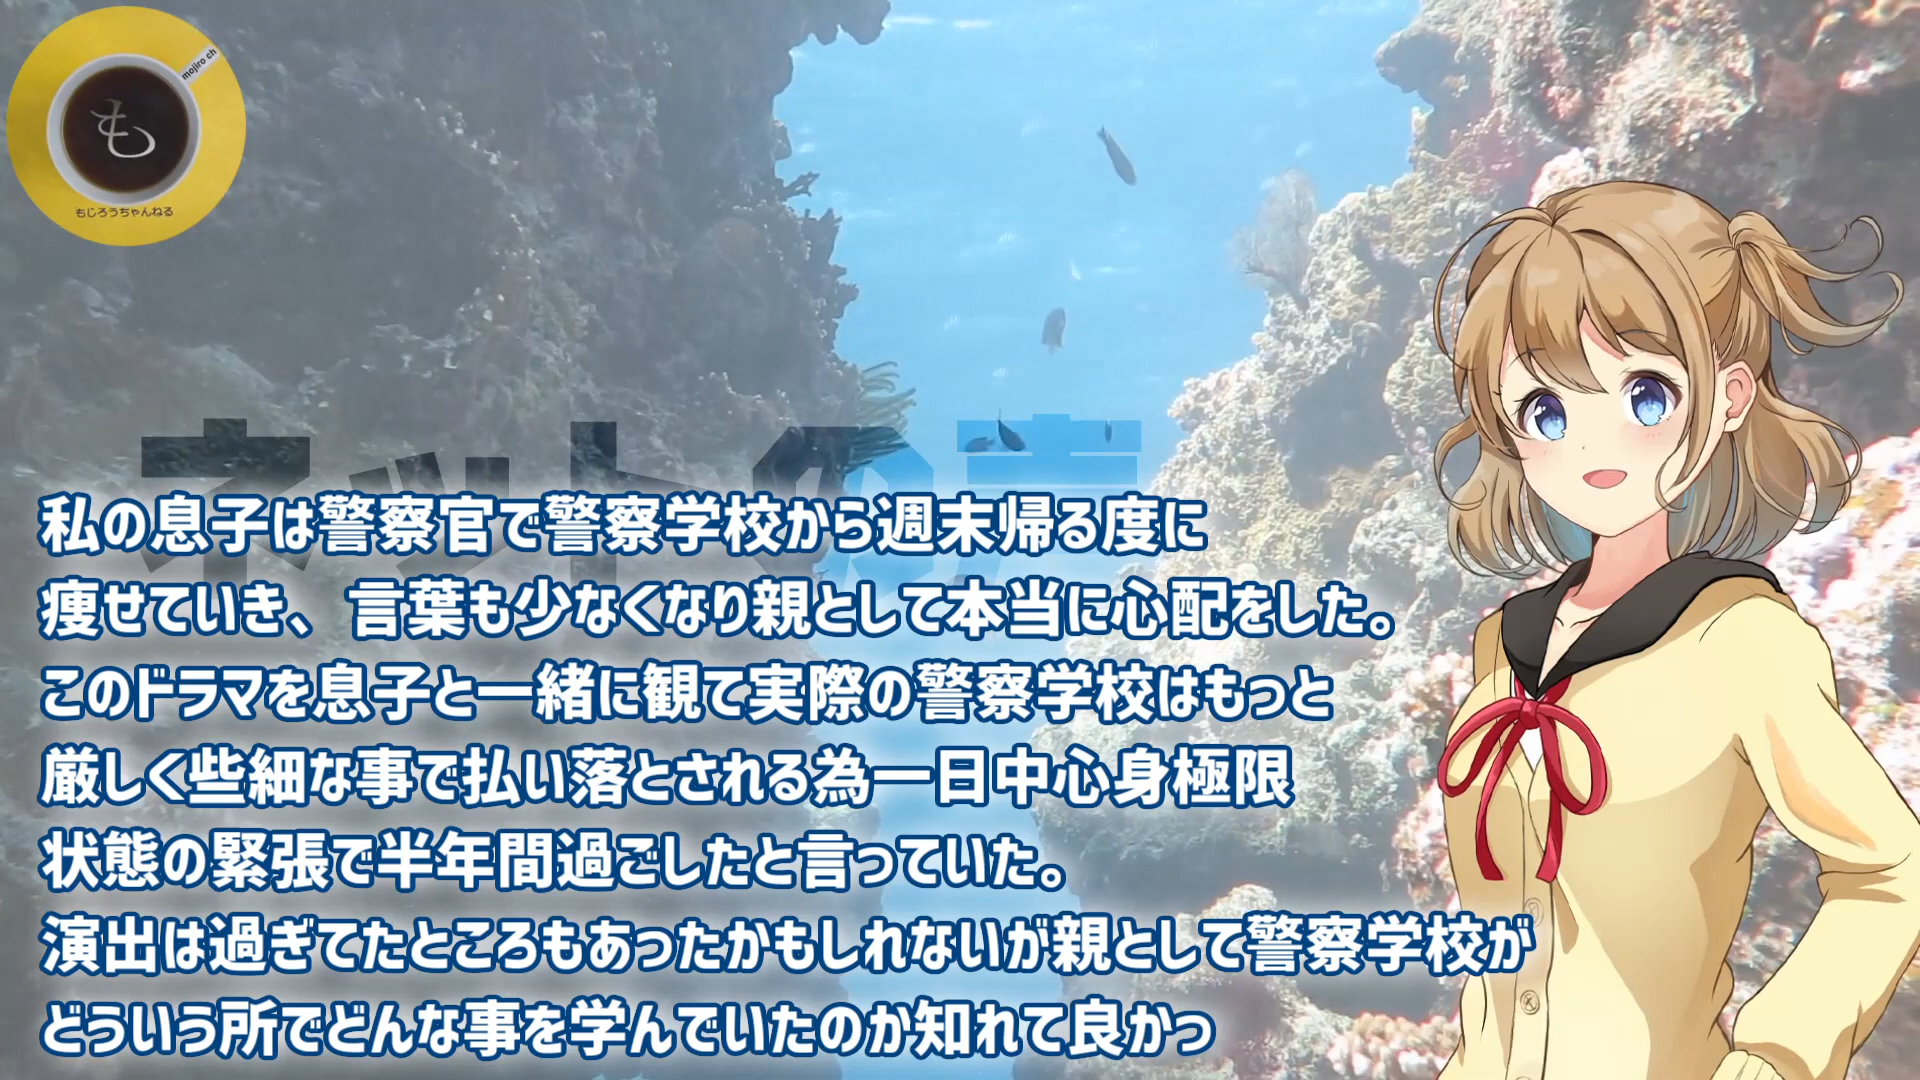 mojiro ch
も
もじろうちゃんねる
ネットの声
私の息子は警察官で警察学校から週末帰る度に
痩せていき、言葉も少なくなり親として本当に心配をした。
このドラマを息子と一緒に観て実際の警察学校はもっと
厳しく些細な事で払い落とされる為一日中心身極限
状態の緊張で半年間過ごしたと言っていた。
演出は過ぎてたところもあったかもしれないが親として警察学校が
どういう所でどんな事を学んでいたのか知れて良かっ